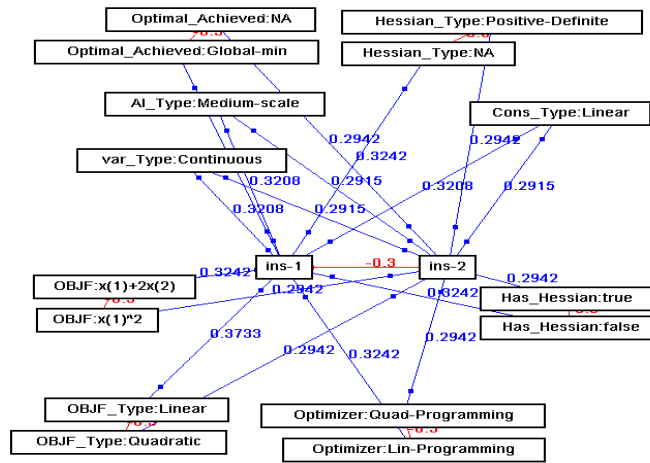 Optimal_Achieved:NA
Hessian_Type:Positive-Definite
-0.3
Optimal_Achieved:Global-min
Hessian_Type:NA
AI_Type:Medium-scale
Cons_Type:Linear
0.2942
0.2942
var_Type:Continuous
0.3242
0.3208
0.2915
0.3208
0.2915
0.3208
ins-1
-0.3
ins-2
OBJF:x(1)+2x(2)
0.3242
0.2942
0.2942
0.3242
Has_Hessian:true
OBJF:x(1)^2
Has_Hessian:false
0.3733
0.2942
0.3242
0.2942
OBJF_Type:Linear
Optimizer:Quad-Programming
OBJF_Type:Quadratic
Optimizer:Lin-Programming